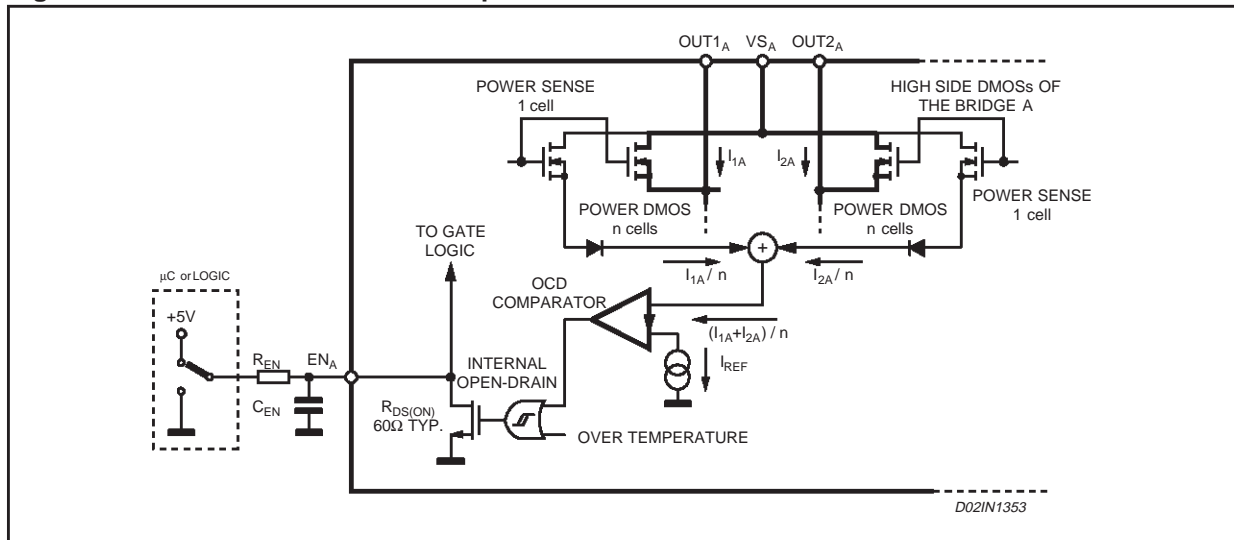 OUT1A VSA OUT2A
POWER SENSE
1 cell
HIGH SIDE DMOSs OF
THE BRIDGE A
I1A I2A
POWER SENSE
1 cell
POWER DMOS
n cells
POWER DMOS
n cells
TO GATE
LOGIC
+
I1A / n I2A / n
μC or LOGIC
OCD
COMPARATOR
+5V
(I1A+I2A) / n
IREF
REN ENA
INTERNAL
OPEN-DRAIN
CEN
RDS(ON)
60Ω TYP.
OVER TEMPERATURE
D02IN1353